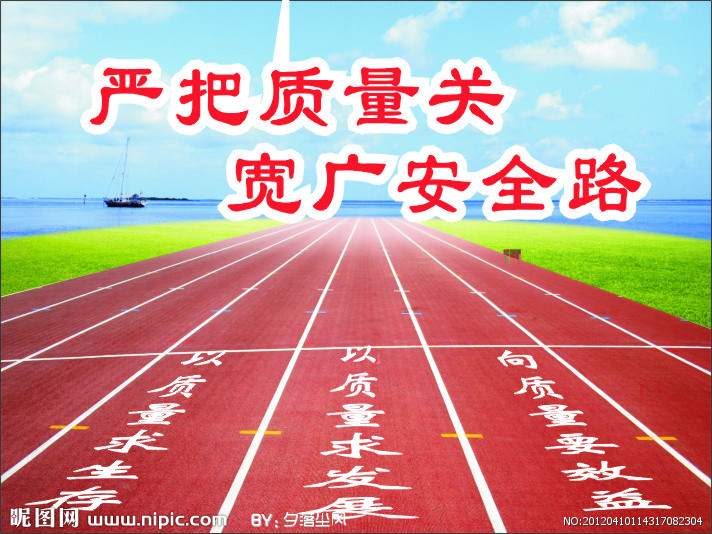 严把质量关
宽广安全路
以质量求生存
以质量求发展
向质量要效益
昵图网 www.nipic.com
BY: 夕落尘风
NO:20120410114317082304